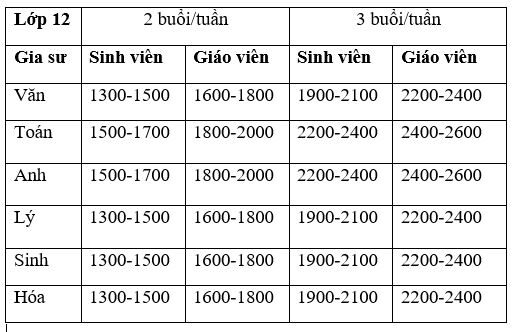 Lớp 12 2 buổi/tuần 3 buổi/tuần
Gia sư Sinh viên Giáo viên Sinh viên Giáo viên
Văn 1300-1500 1600-1800 1900-2100 2200-2400
Toán 1500-1700 1800-2000 2200-2400 2400-2600
Anh 1500-1700 1800-2000 2200-2400 2400-2600
Lý 1300-1500 1600-1800 1900-2100 2200-2400
Sinh 1300-1500 1600-1800 1900-2100 2200-2400
Hóa 1300-1500 1600-1800 1900-2100 2200-2400